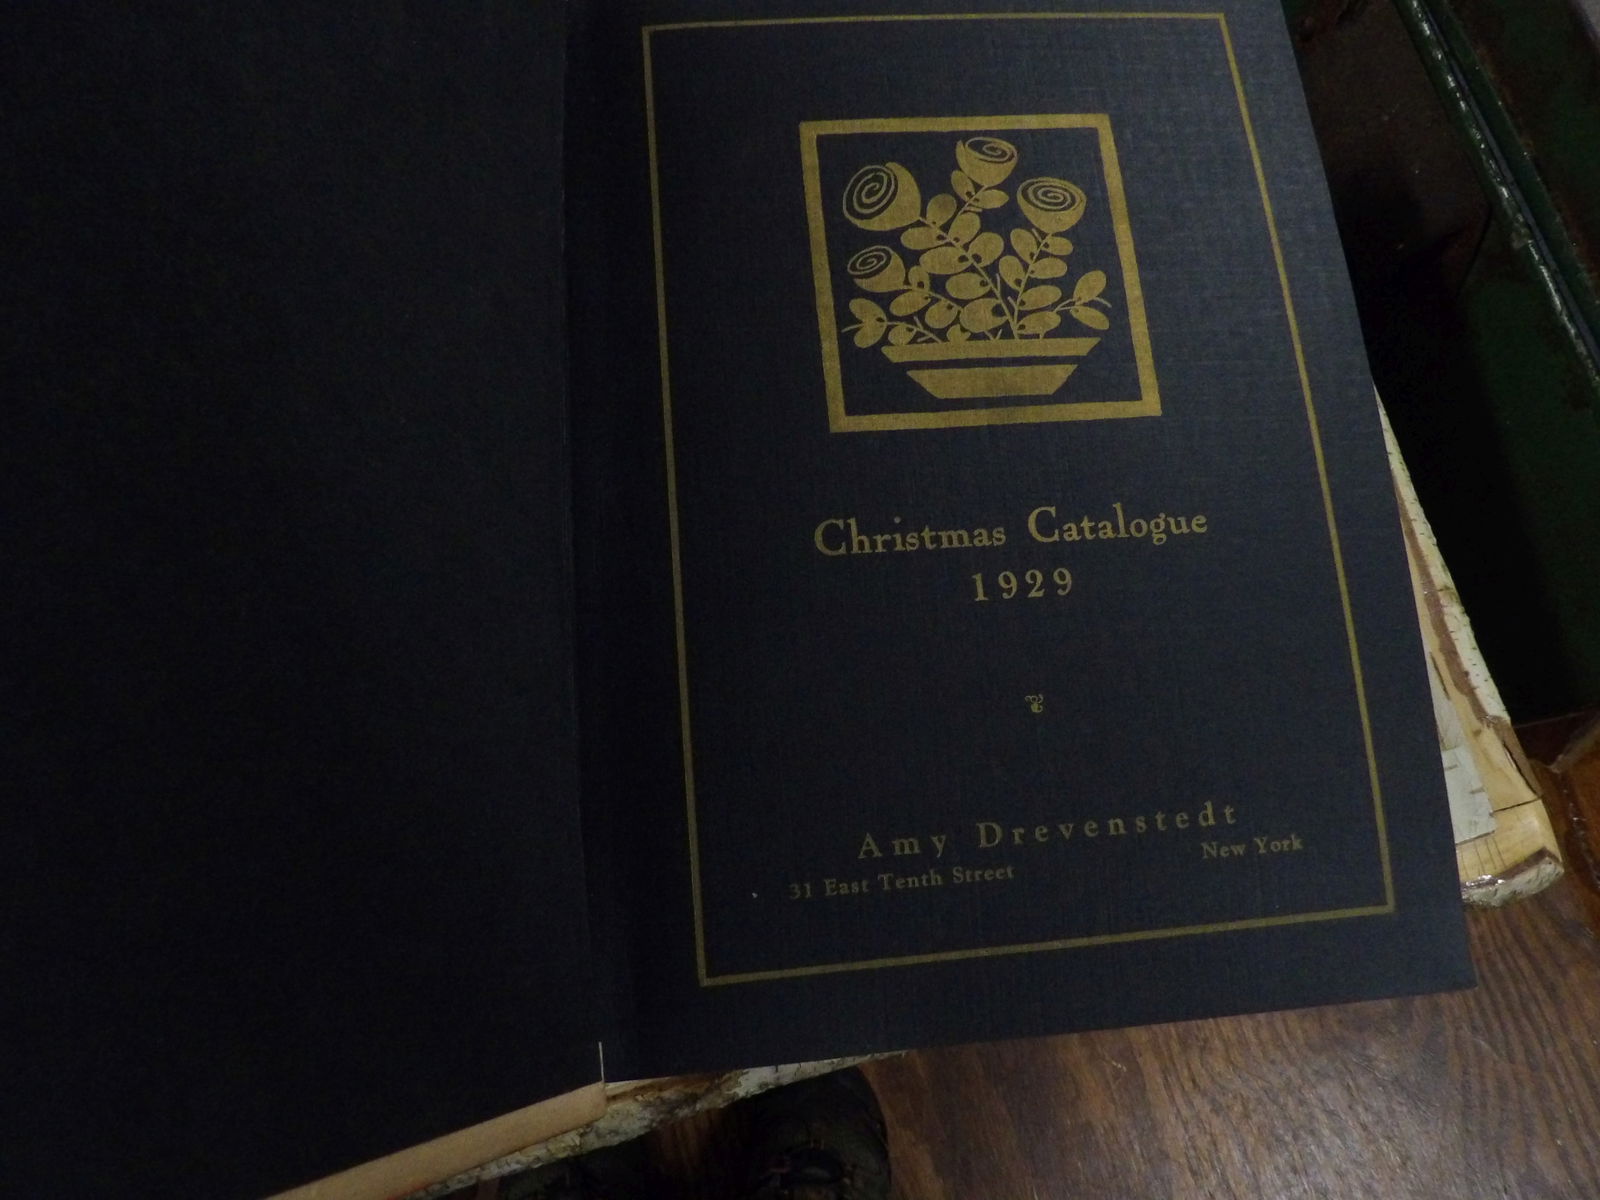 Christmas Catalogue
1929
Amy Drevenstedt
31 East Tenth Street New York